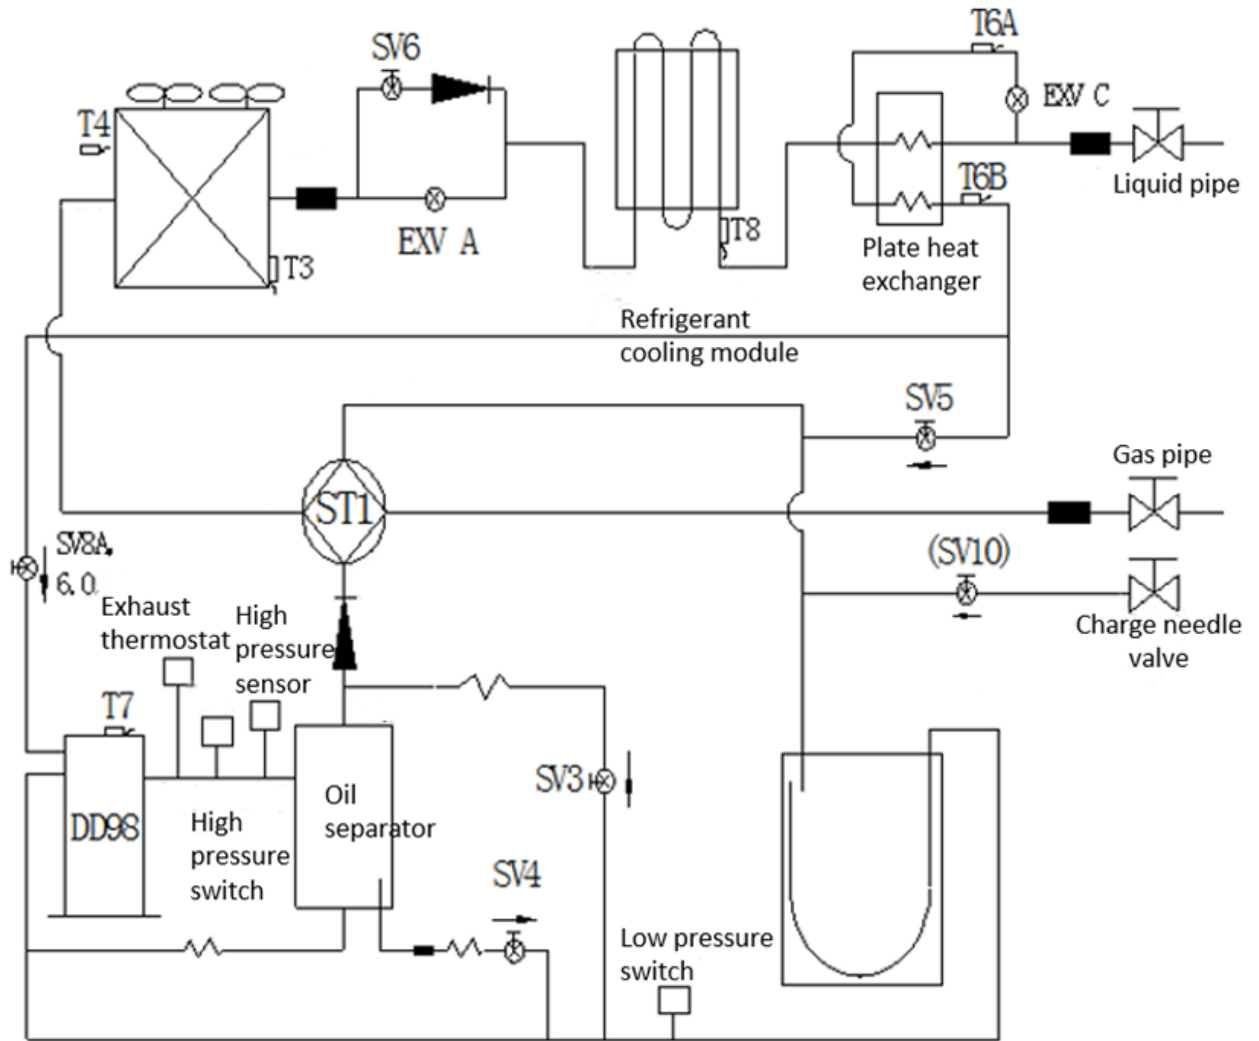 T6A
SV6
EXV C
T4
T6B
Liquid pipe
EXV A
T8
Plate heat
exchanger
T3
Refrigerant
cooling module
SV5
Gas pipe
ST1
SV8A.
6.0
(SV10)
Exhaust
thermostat
High
pressure
sensor
Charge needle
valve
T7
SV3
Oil
separator
DD98
High
pressure
switch
SV4
Low pressure
switch